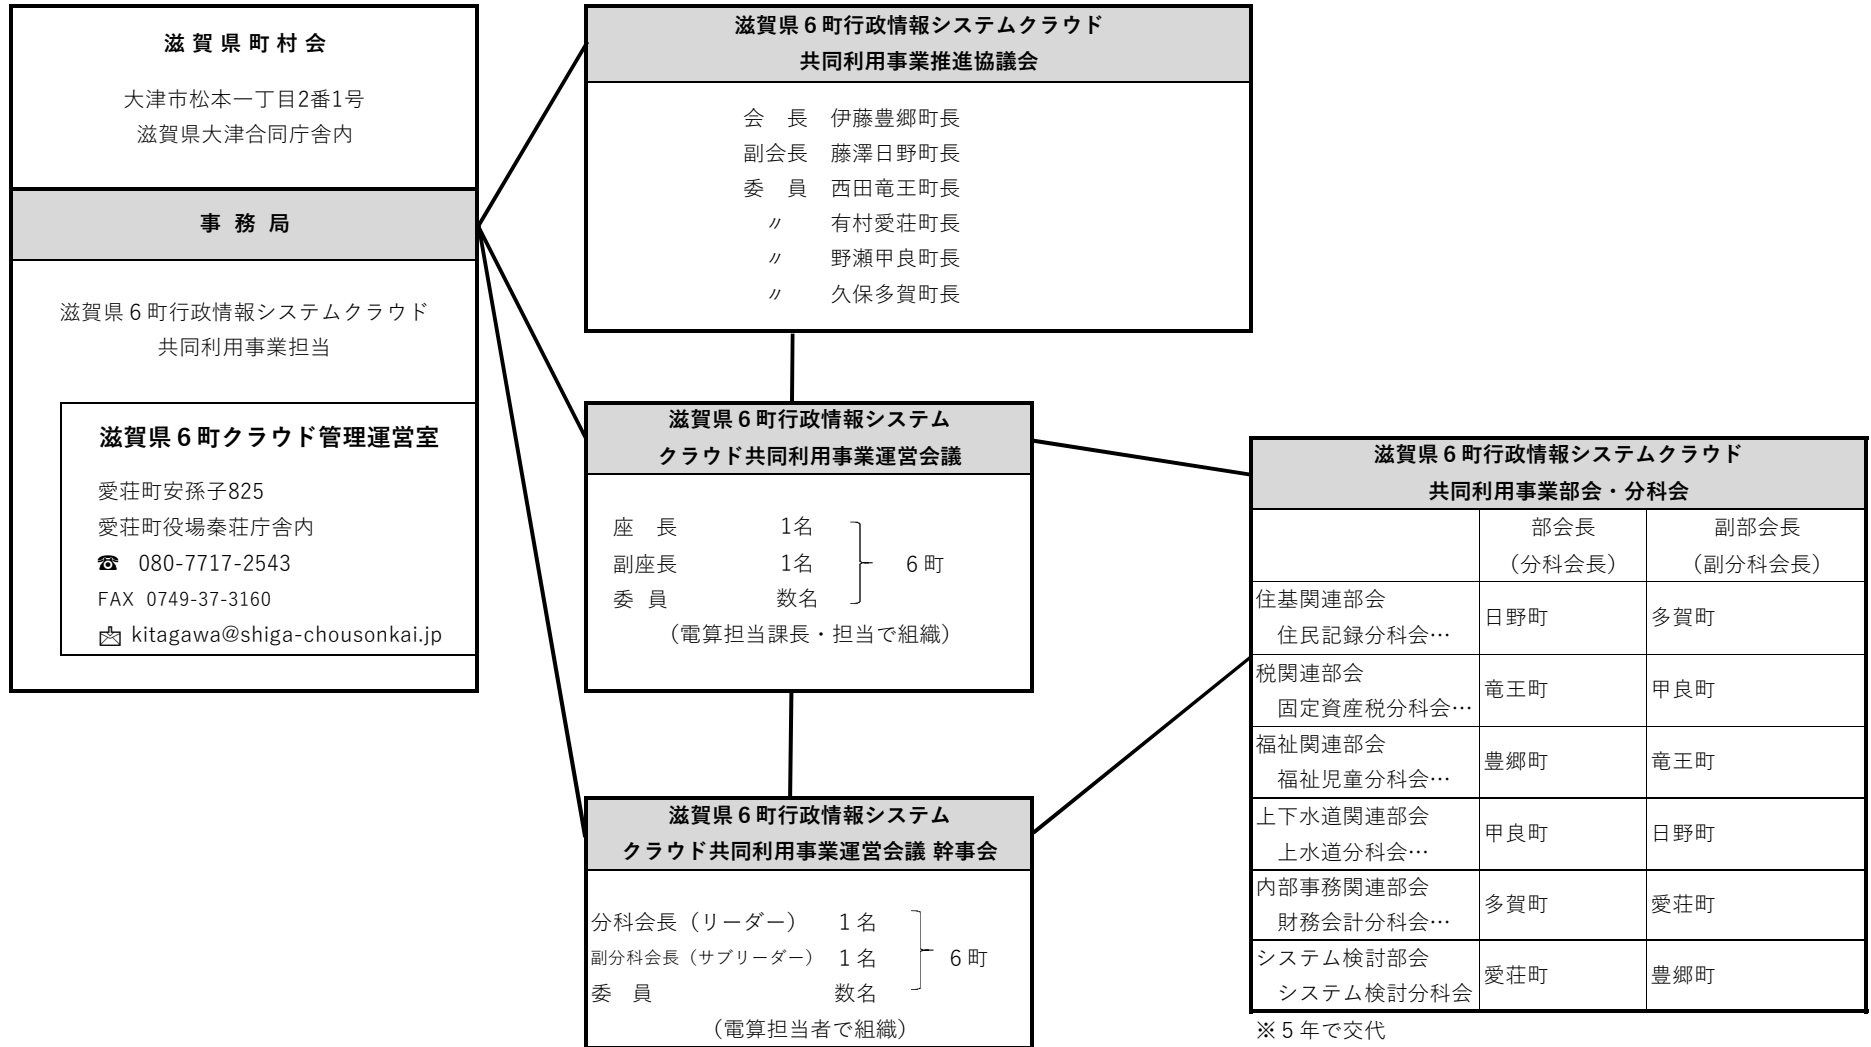 滋賀県町村会
大津市松本一丁目2番1号
滋賀県大津合同庁舎内
事務局
滋賀県６町行政情報システムクラウド
共同利用事業担当
滋賀県６町クラウド管理運営室
愛荘町安孫子825
愛荘町役場秦荘庁舎内
☎ 080-7717-2543
FAX 0749-37-3160
📩 kitagawa@shiga-chousonkai.jp
滋賀県６町行政情報システムクラウド
共同利用事業推進協議会
会　長　伊藤豊郷町長
副会長　藤澤日野町長
委　員　西田竜王町長
〃　有村愛荘町長
〃　野瀬甲良町長
〃　久保多賀町長
滋賀県６町行政情報システム
クラウド共同利用事業運営会議
座　長　1名
副座長　1名　６町
委　員　数名
（電算担当課長・担当で組織）
滋賀県６町行政情報システム
クラウド共同利用事業運営会議 幹事会
分科会長（リーダー）　１名
副分科会長（サブリーダー）　１名　６町
委　員　数名
（電算担当者で組織）
滋賀県６町行政情報システムクラウド
共同利用事業部会・分科会
部会長　副部会長
（分科会長）　（副分科会長）
住基関連部会
住民記録分科会…　日野町　多賀町
税関連部会
固定資産税分科会…　竜王町　甲良町
福祉関連部会
福祉児童分科会…　豊郷町　竜王町
上下水道関連部会
上水道分科会…　甲良町　日野町
内部事務関連部会
財務会計分科会…　多賀町　愛荘町
システム検討部会
システム検討分科会　愛荘町　豊郷町
※５年で交代